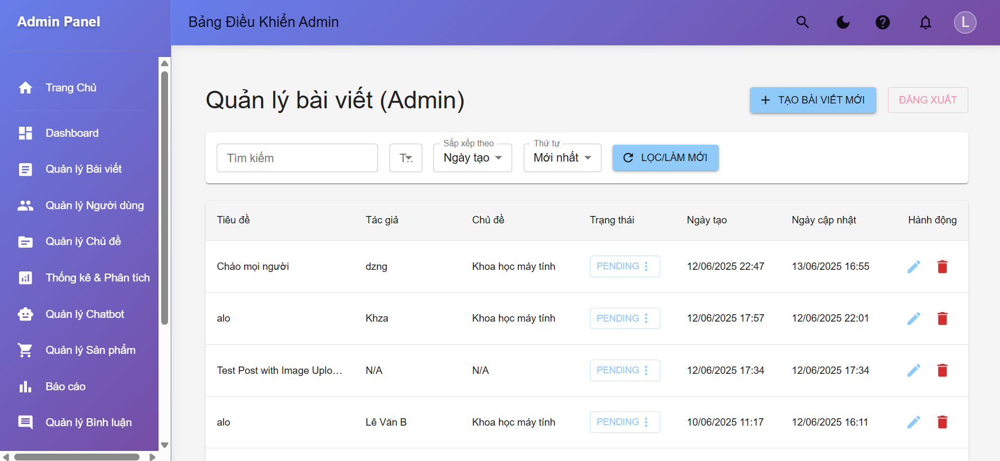 Admin Panel
Bảng Điều Khiển Admin
L
Trang Chủ
Dashboard
Quản lý Bài viết
Quản lý Người dùng
Quản lý Chủ đề
Thống kê & Phân tích
Quản lý Chatbot
Quản lý Sản phẩm
Báo cáo
Quản lý Bình luận
Quản lý bài viết (Admin)
TẠO BÀI VIẾT MỚI
ĐĂNG XUẤT
Tìm kiếm
T...
Sắp xếp theo
Ngày tạo
Thứ tự
Mới nhất
LỌC/LÀM MỚI
Tiêu đề Tác giả Chủ đề Trạng thái Ngày tạo Ngày cập nhật Hành động
Chào mọi người dzng Khoa học máy tính PENDING 12/06/2025 22:47 13/06/2025 16:55
alo Khza Khoa học máy tính PENDING 12/06/2025 17:57 12/06/2025 22:01
Test Post with Image Uplo... N/A N/A PENDING 12/06/2025 17:34 12/06/2025 17:34
alo Lê Văn B Khoa học máy tính PENDING 10/06/2025 11:17 12/06/2025 16:11